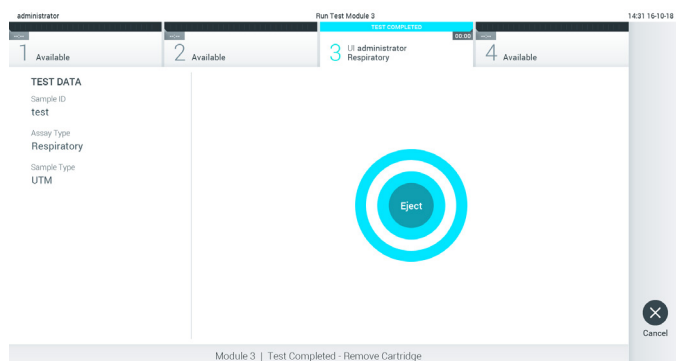 administrator
Run Test Module 3
14:31 16-10-18
TEST COMPLETED
--:--
--:--
00:00
--:--
1 Available
2 Available
3 UI administrator
Respiratory
4 Available
TEST DATA
Sample ID
test
Assay Type
Respiratory
Sample Type
UTM
Eject
Cancel
Module 3 | Test Completed - Remove Cartridge